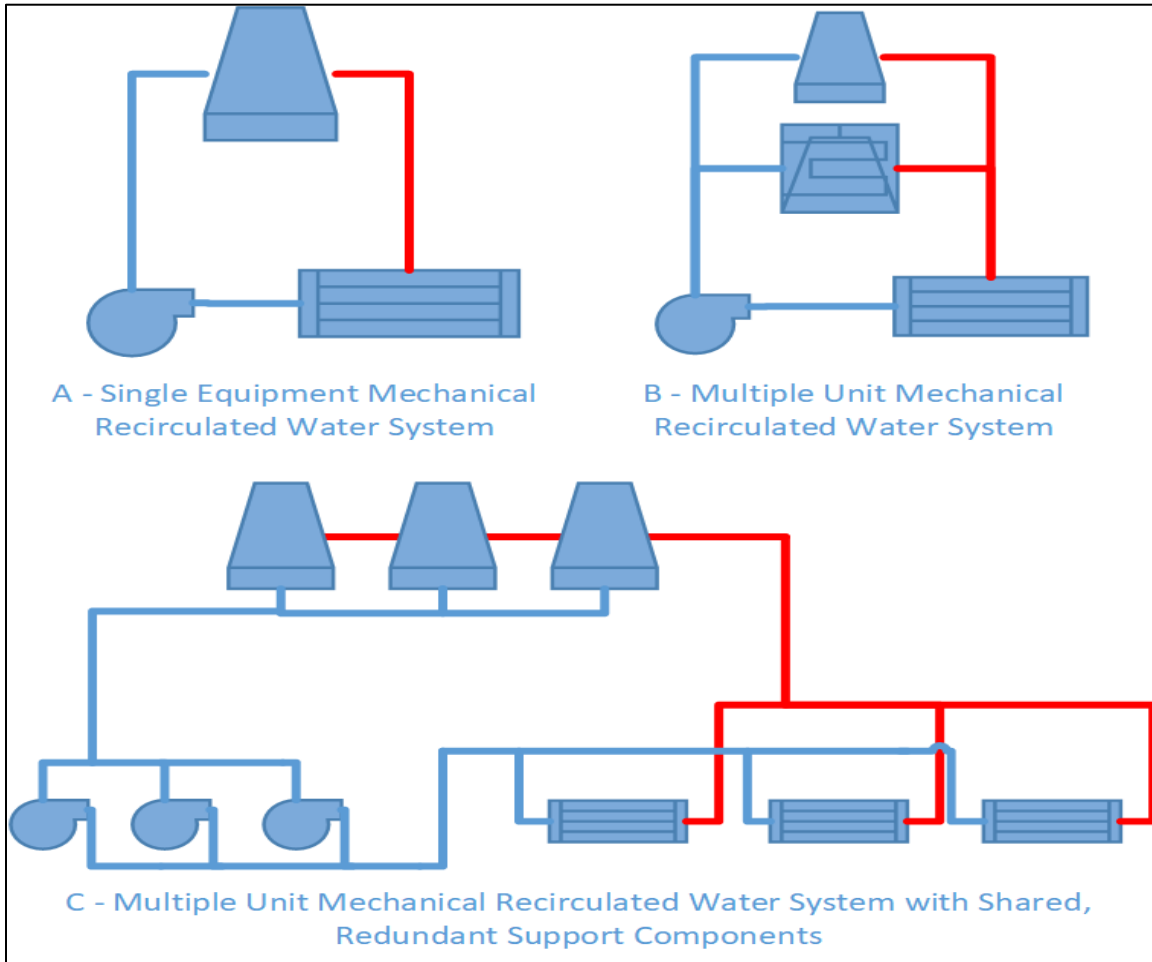 A - Single Equipment Mechanical
Recirculated Water System
B - Multiple Unit Mechanical
Recirculated Water System
C - Multiple Unit Mechanical Recirculated Water System with Shared,
Redundant Support Components